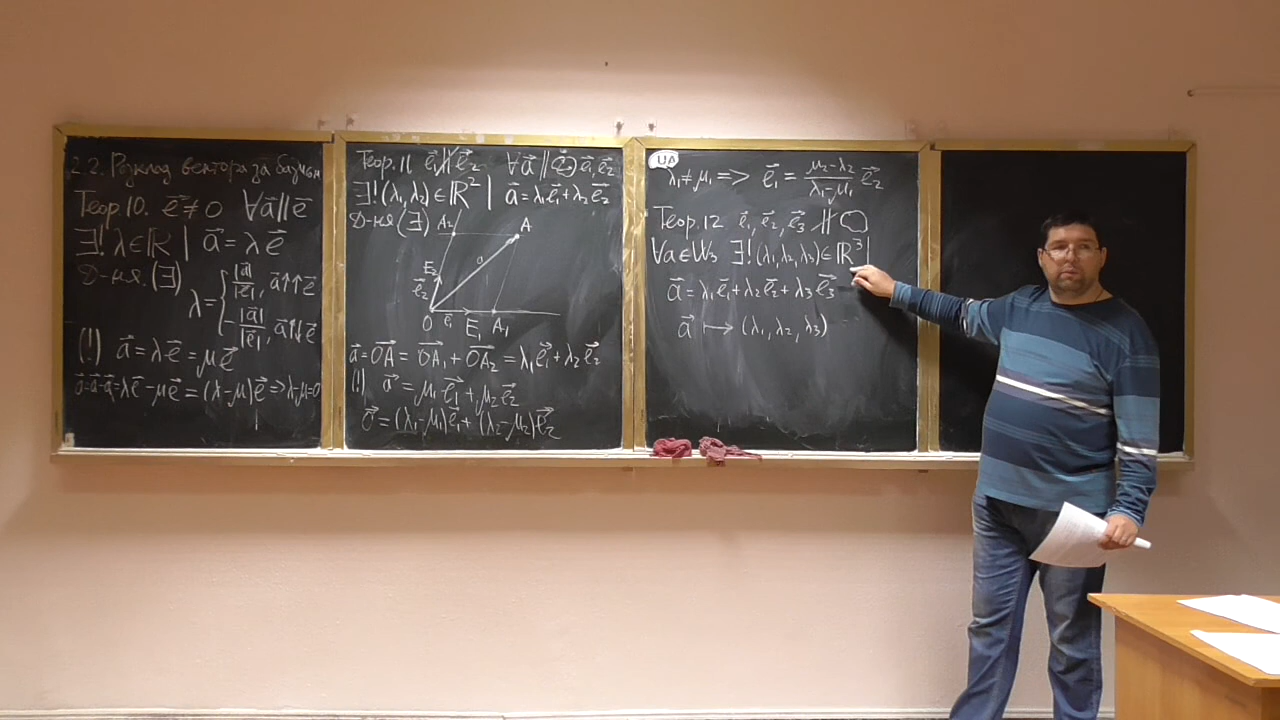 2.2. Розклад вектора за базисом
Теор. 10. e⃗ ≠ 0 ∀a⃗ ∥ e⃗
∃! λ∈ℝ | a⃗ = λe⃗
Д-ня. (∃)
λ = { |a⃗|/|e⃗|, a⃗↑↑e⃗
-|a⃗|/|e⃗|, a⃗↑↓e⃗
(!) a⃗ = λe⃗ = μe⃗
0⃗ = a⃗ - a⃗ = λe⃗ - μe⃗ = (λ-μ)e⃗ ⇒ λ-μ=0
Теор. 11 e⃗₁ ∦ e⃗₂ ∀a⃗ ∥ e⃗₁, e⃗₂
∃! (λ₁, λ₂) ∈ ℝ² | a⃗ = λ₁e⃗₁ + λ₂e⃗₂
Д-ня (∃) A₂ A
E₂ a
e⃗₂
O e⃗₁ E₁ A₁
a⃗ = OA⃗ = OA⃗₁ + OA⃗₂ = λ₁e⃗₁ + λ₂e⃗₂
(!) a⃗ = μ₁e⃗₁ + μ₂e⃗₂
0⃗ = (λ₁-μ₁)e⃗₁ + (λ₂-μ₂)e⃗₂
UA
λ₁ ≠ μ₁ => e⃗₁ = (μ₂-λ₂)/(λ₁-μ₁) e⃗₂
Теор. 12 e⃗₁, e⃗₂, e⃗₃ ∦
∀a ∈ W₃ ∃! (λ₁, λ₂, λ₃) ∈ ℝ³ |
a⃗ = λ₁e⃗₁ + λ₂e⃗₂ + λ₃e⃗₃
a⃗ ↦ (λ₁, λ₂, λ₃)